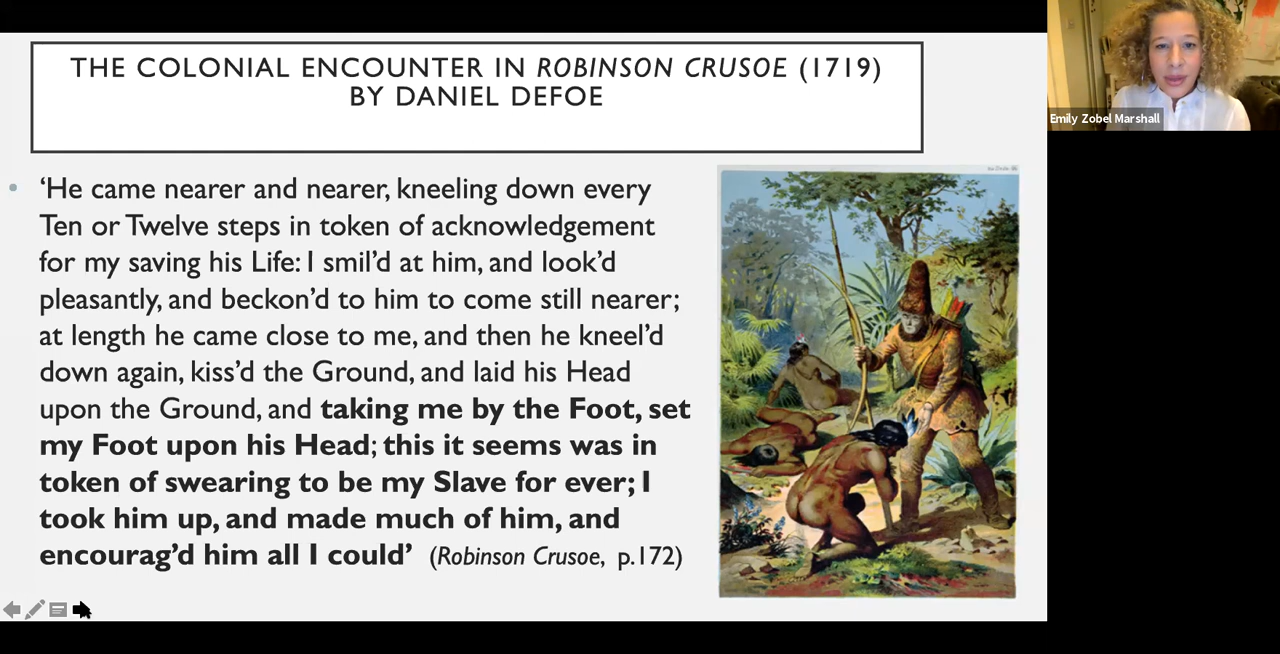 THE COLONIAL ENCOUNTER IN ROBINSON CRUSOE (1719)
BY DANIEL DEFOE
• ‘He came nearer and nearer, kneeling down every
Ten or Twelve steps in token of acknowledgement
for my saving his Life: I smil’d at him, and look’d
pleasantly, and beckon’d to him to come still nearer;
at length he came close to me, and then he kneel’d
down again, kiss’d the Ground, and laid his Head
upon the Ground, and taking me by the Foot, set
my Foot upon his Head; this it seems was in
token of swearing to be my Slave for ever; I
took him up, and made much of him, and
encourag’d him all I could’ (Robinson Crusoe, p.172)
Emily Zobel Marshall